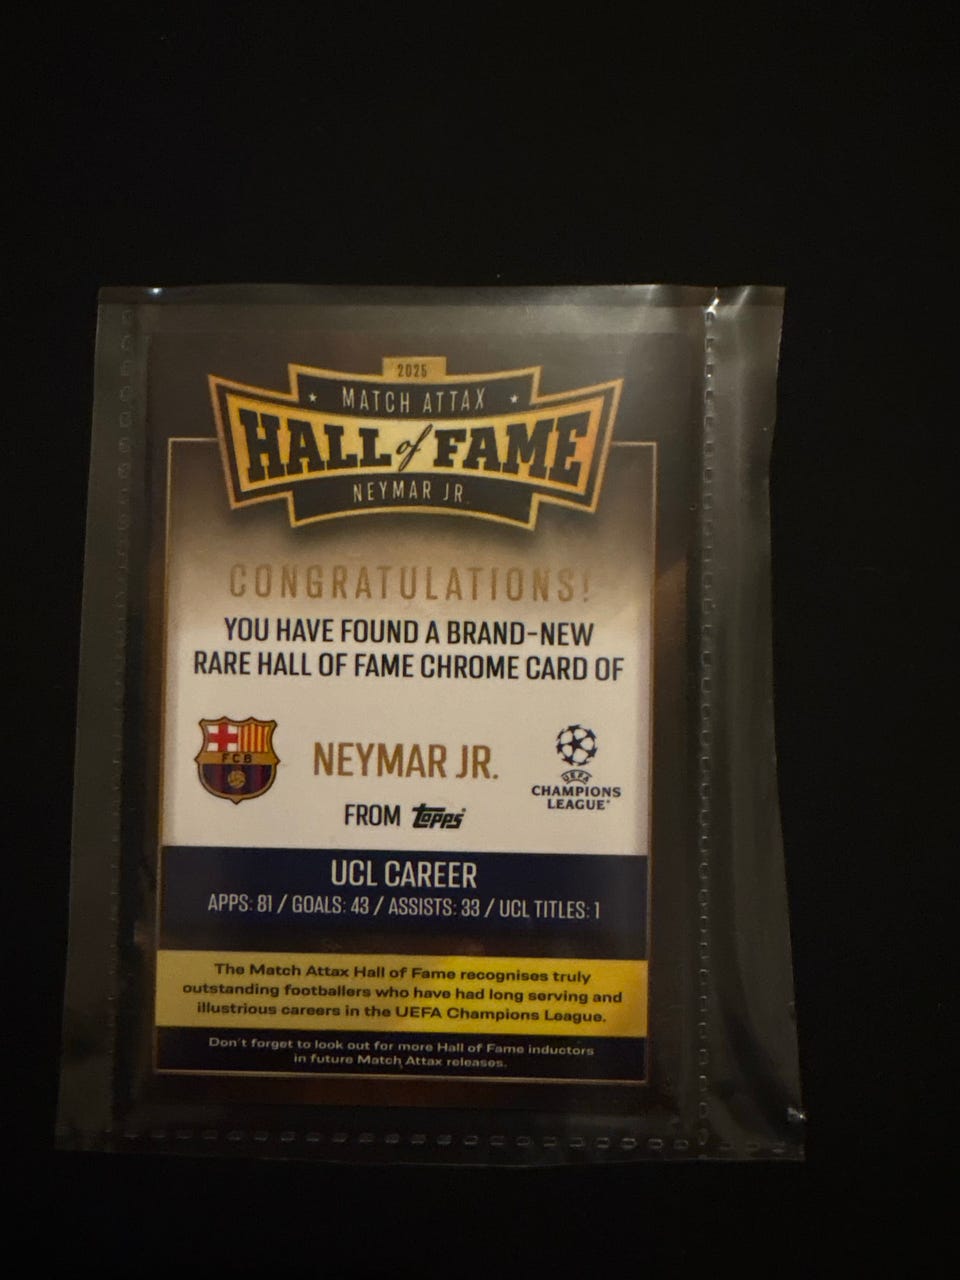 2025
MATCH ATTAX
HALL of FAME
NEYMAR JR.
CONGRATULATIONS!
YOU HAVE FOUND A BRAND-NEW
RARE HALL OF FAME CHROME CARD OF
FCB
NEYMAR JR.
UEFA
CHAMPIONS
LEAGUE®
FROM Topps®
UCL CAREER
APPS: 81 / GOALS: 43 / ASSISTS: 33 / UCL TITLES: 1
The Match Attax Hall of Fame recognises truly
outstanding footballers who have had long serving and
illustrious careers in the UEFA Champions League.
Don't forget to look out for more Hall of Fame inductors
in future Match Attax releases.